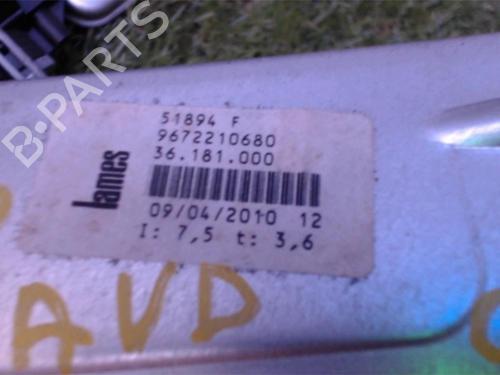 B-PARTS
51894 F
9672210680
36.181.000
Lames
09/04/2010 12
I: 7,5 t: 3,6
AVD